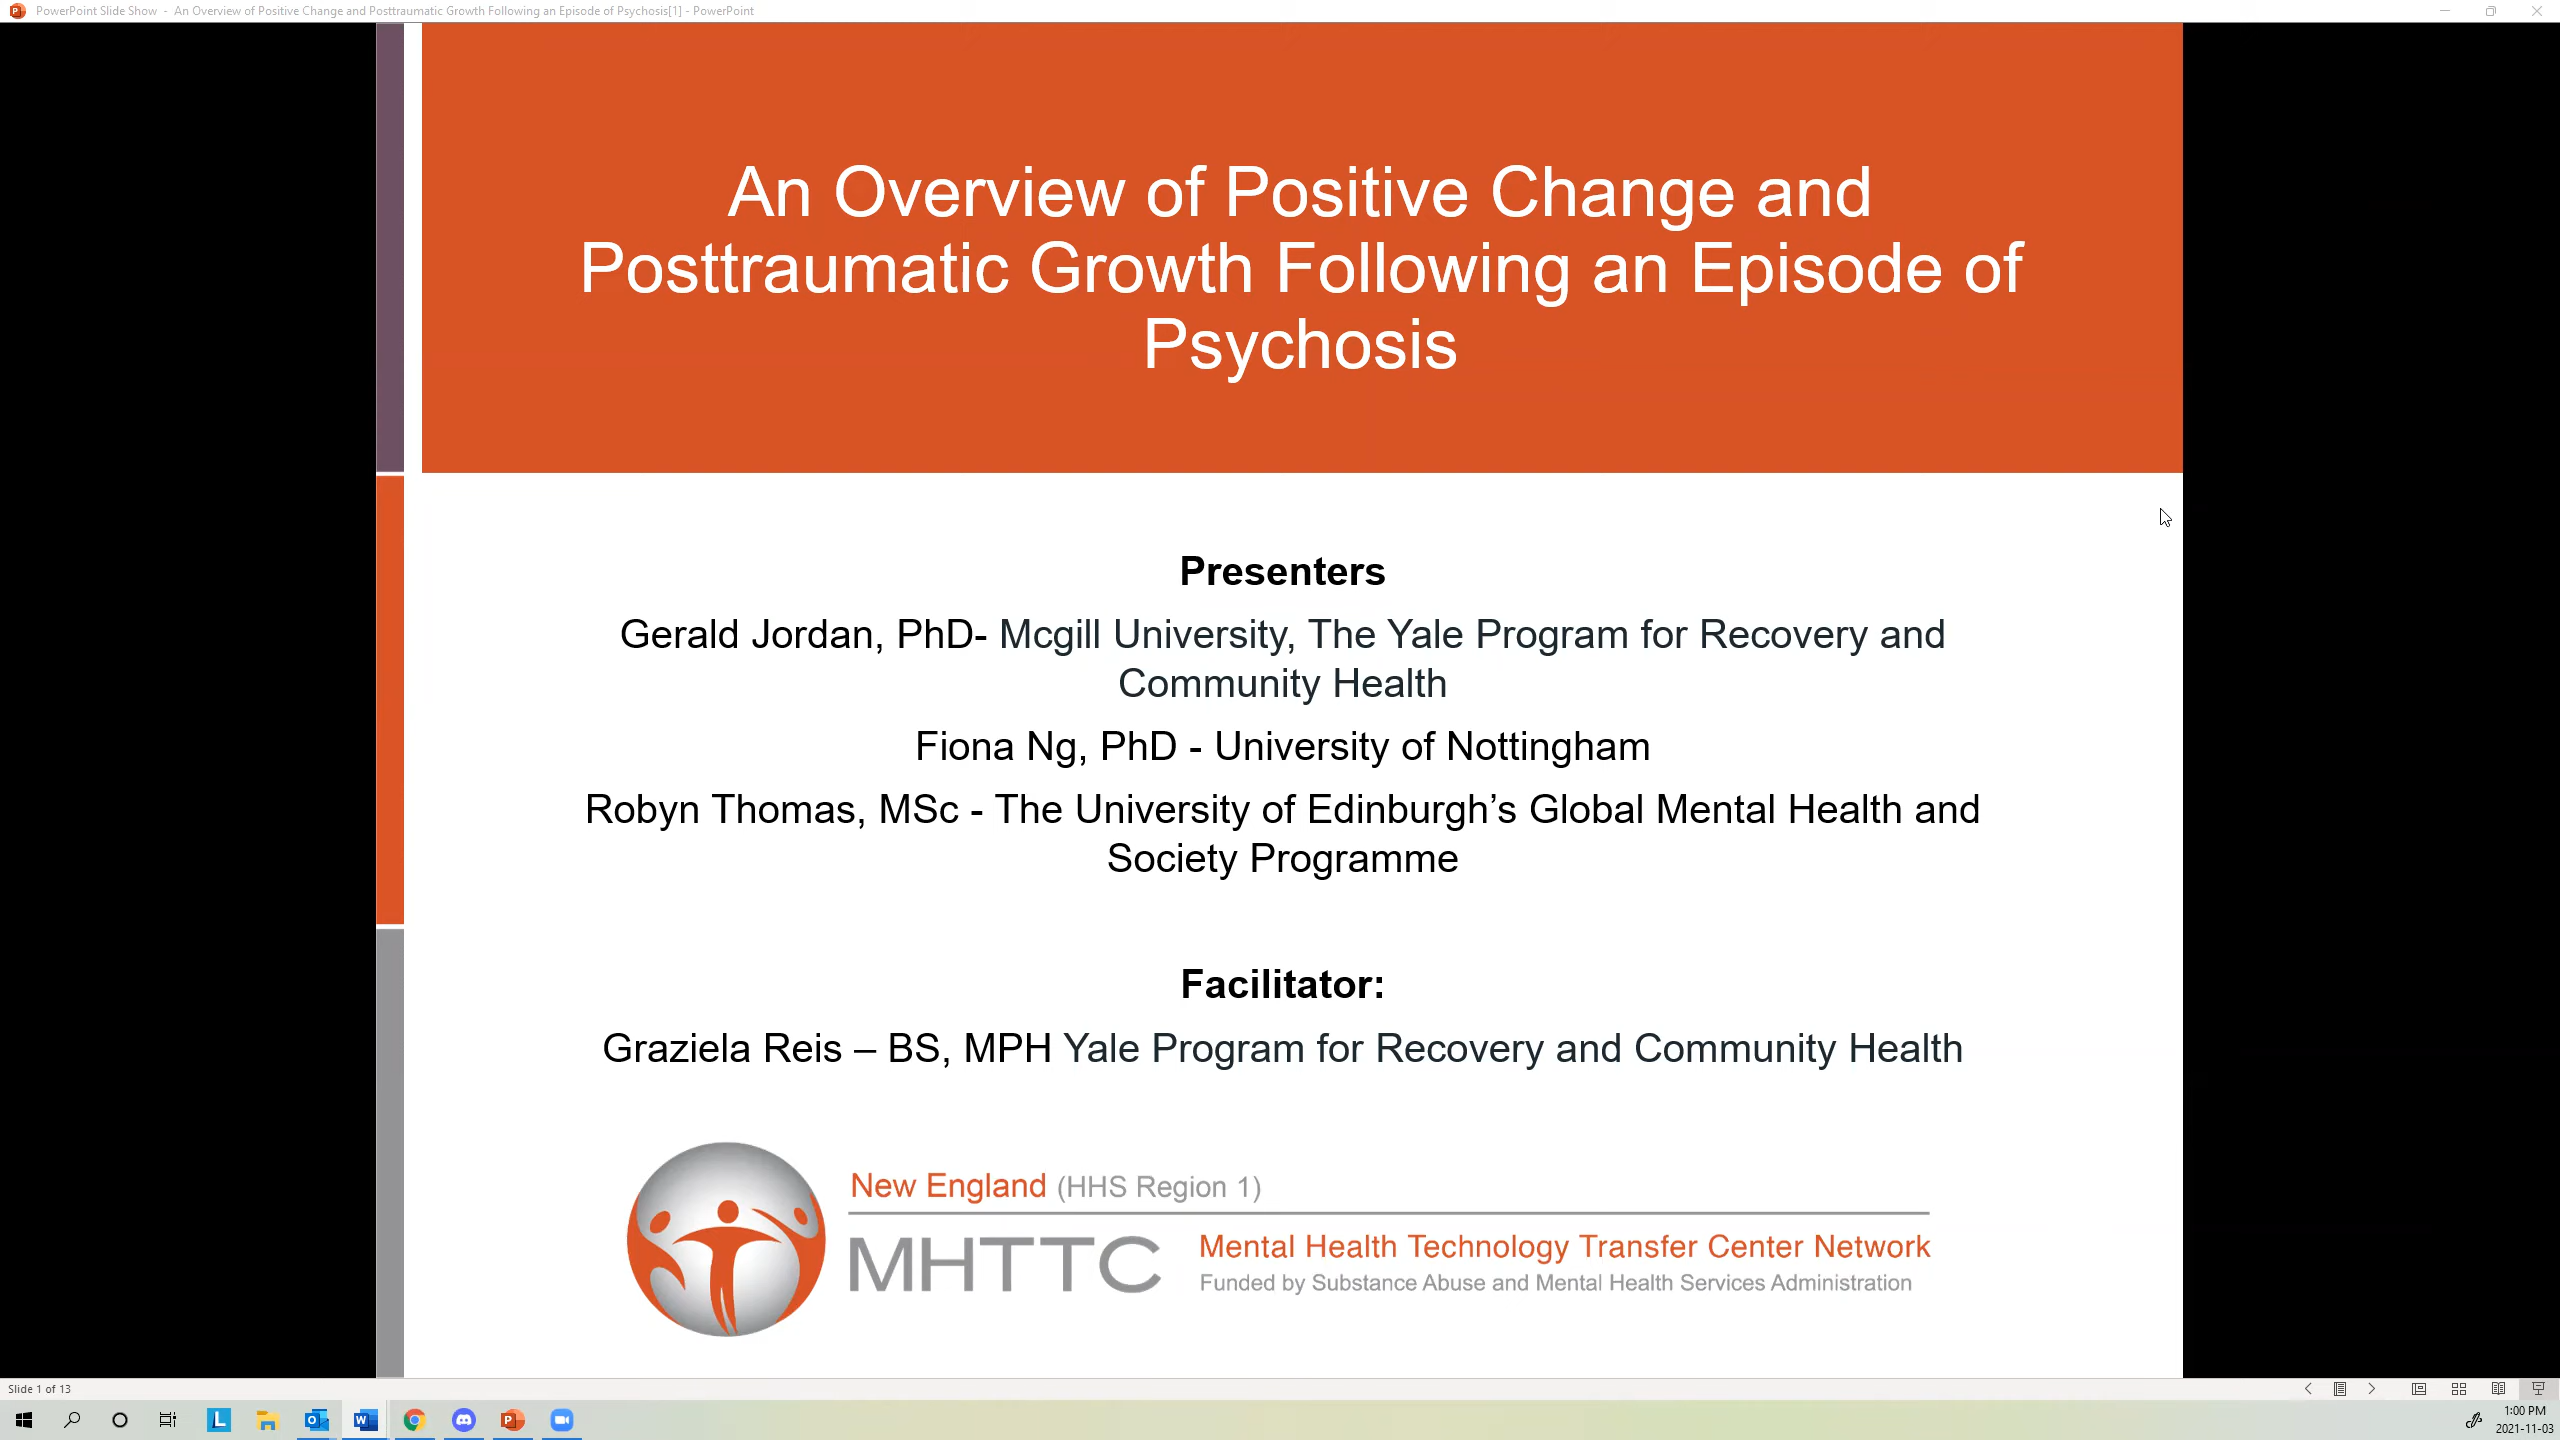 PowerPoint Slide Show - An Overview of Positive Change and Posttraumatic Growth Following an Episode of Psychosis[1] - PowerPoint
An Overview of Positive Change and
Posttraumatic Growth Following an Episode of
Psychosis
Presenters
Gerald Jordan, PhD- Mcgill University, The Yale Program for Recovery and
Community Health
Fiona Ng, PhD - University of Nottingham
Robyn Thomas, MSc - The University of Edinburgh’s Global Mental Health and
Society Programme
Facilitator:
Graziela Reis – BS, MPH Yale Program for Recovery and Community Health
New England (HHS Region 1)
MHTTC
Mental Health Technology Transfer Center Network
Funded by Substance Abuse and Mental Health Services Administration
Slide 1 of 13
1:00 PM
2021-11-03